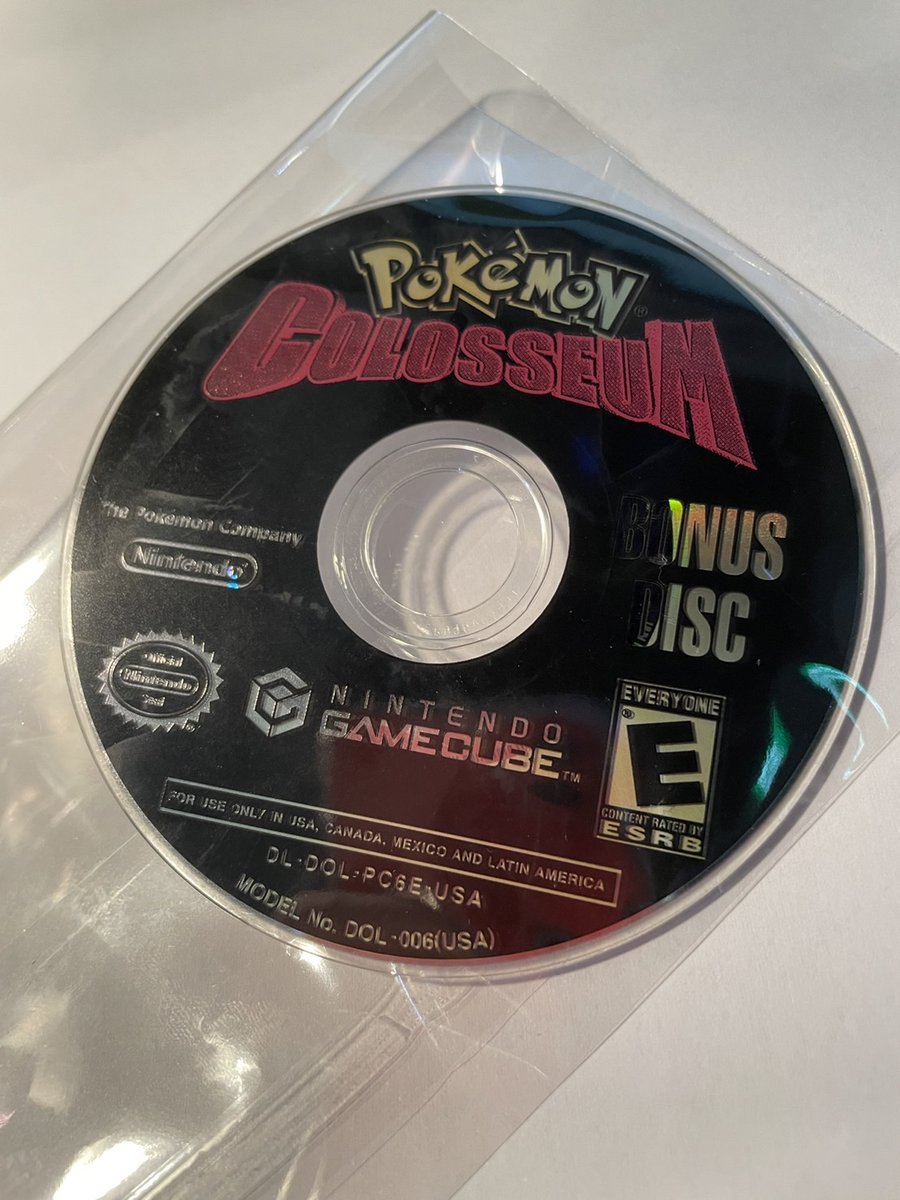 POKéMON®
COLOSSEUM
BONUS
DISC
The Pokémon Company
Nintendo®
Official
Nintendo
Seal
NINTENDO
GAMECUBE™
EVERYONE
E
CONTENT RATED BY
ESRB
FOR USE ONLY IN USA, CANADA, MEXICO AND LATIN AMERICA
DL-DOL-PC6E-USA
MODEL No. DOL-006(USA)